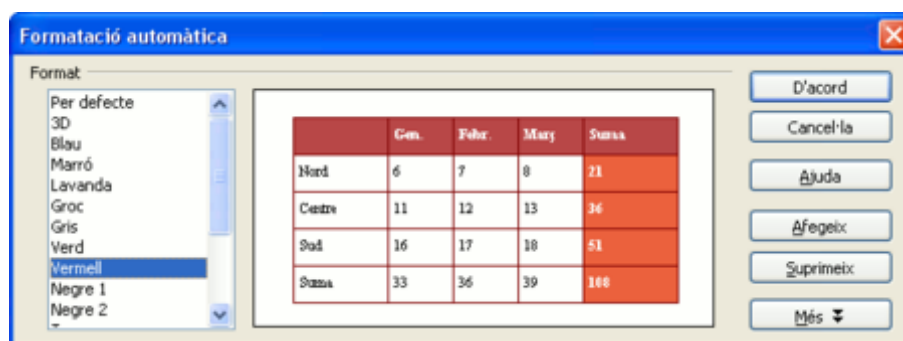 Formatació automàtica
Format
Per defecte
3D
Blau
Marró
Lavanda
Groc
Gris
Verd
Vermell
Negre 1
Negre 2
Gen. Febr. Març Suma
Nord 6 7 8 21
Centre 11 12 13 36
Sud 16 17 18 51
Suma 33 36 39 108
D'acord
Cancel·la
Ajuda
Afegeix
Suprimeix
Més